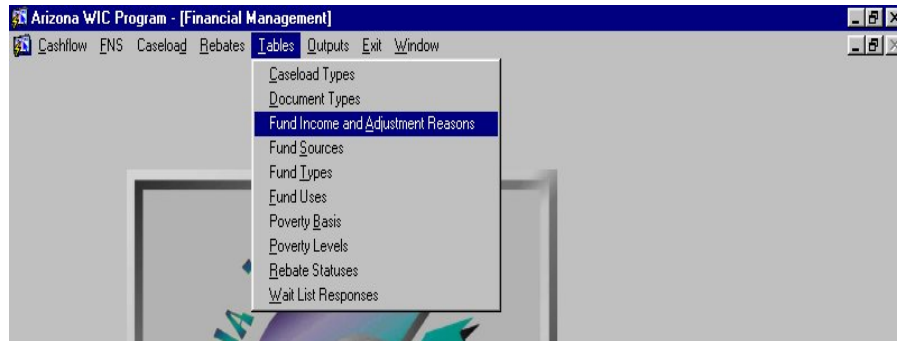 Arizona WIC Program - [Financial Management]
Cashflow FNS Caseload Rebates Tables Outputs Exit Window
Caseload Types
Document Types
Fund Income and Adjustment Reasons
Fund Sources
Fund Types
Fund Uses
Poverty Basis
Poverty Levels
Rebate Statuses
Wait List Responses